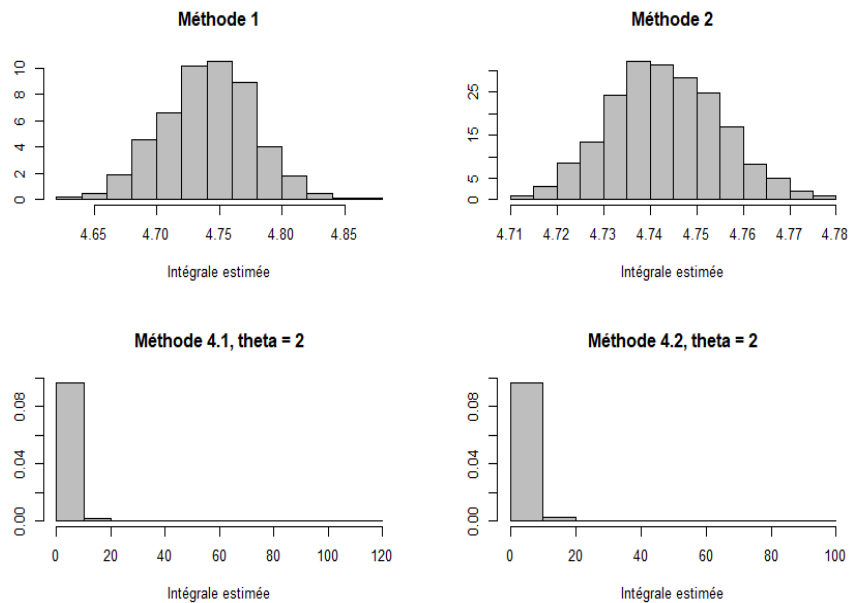 Méthode 1
0 2 4 6 8 10
4.65 4.70 4.75 4.80 4.85
Intégrale estimée
Méthode 2
5 15 25
4.71 4.72 4.73 4.74 4.75 4.76 4.77 4.78
Intégrale estimée
Méthode 4.1, theta = 2
0.00 0.04 0.08
0 20 40 60 80 100 120
Intégrale estimée
Méthode 4.2, theta = 2
0.00 0.04 0.08
0 20 40 60 80 100
Intégrale estimée